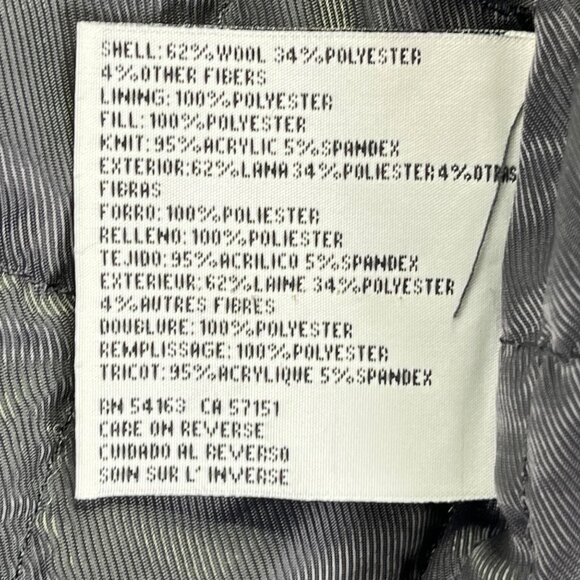 SHELL:62%WOOL 34%POLYESTER
4%OTHER FIBERS
LINING:100%POLYESTER
FILL:100%POLYESTER
KNIT:95%ACRYLIC 5%SPANDEX
EXTERIOR:62%LANA 34%POLIESTER4%OTRAS
FIBRAS
FORRO:100%POLIESTER
RELLENO:100%POLIESTER
TEJIDO:95%ACRILICO 5%SPANDEX
EXTERIEUR:62%LAINE 34%POLYESTER
4%AUTRES FIBRES
DOUBLURE:100%POLYESTER
REMPLISSAGE:100%POLYESTER
TRICOT:95%ACRYLIQUE 5%SPANDEX
RN 54163 CA 57151
CARE ON REVERSE
CUIDADO AL REVERSO
SOIN SUR L' INVERSE